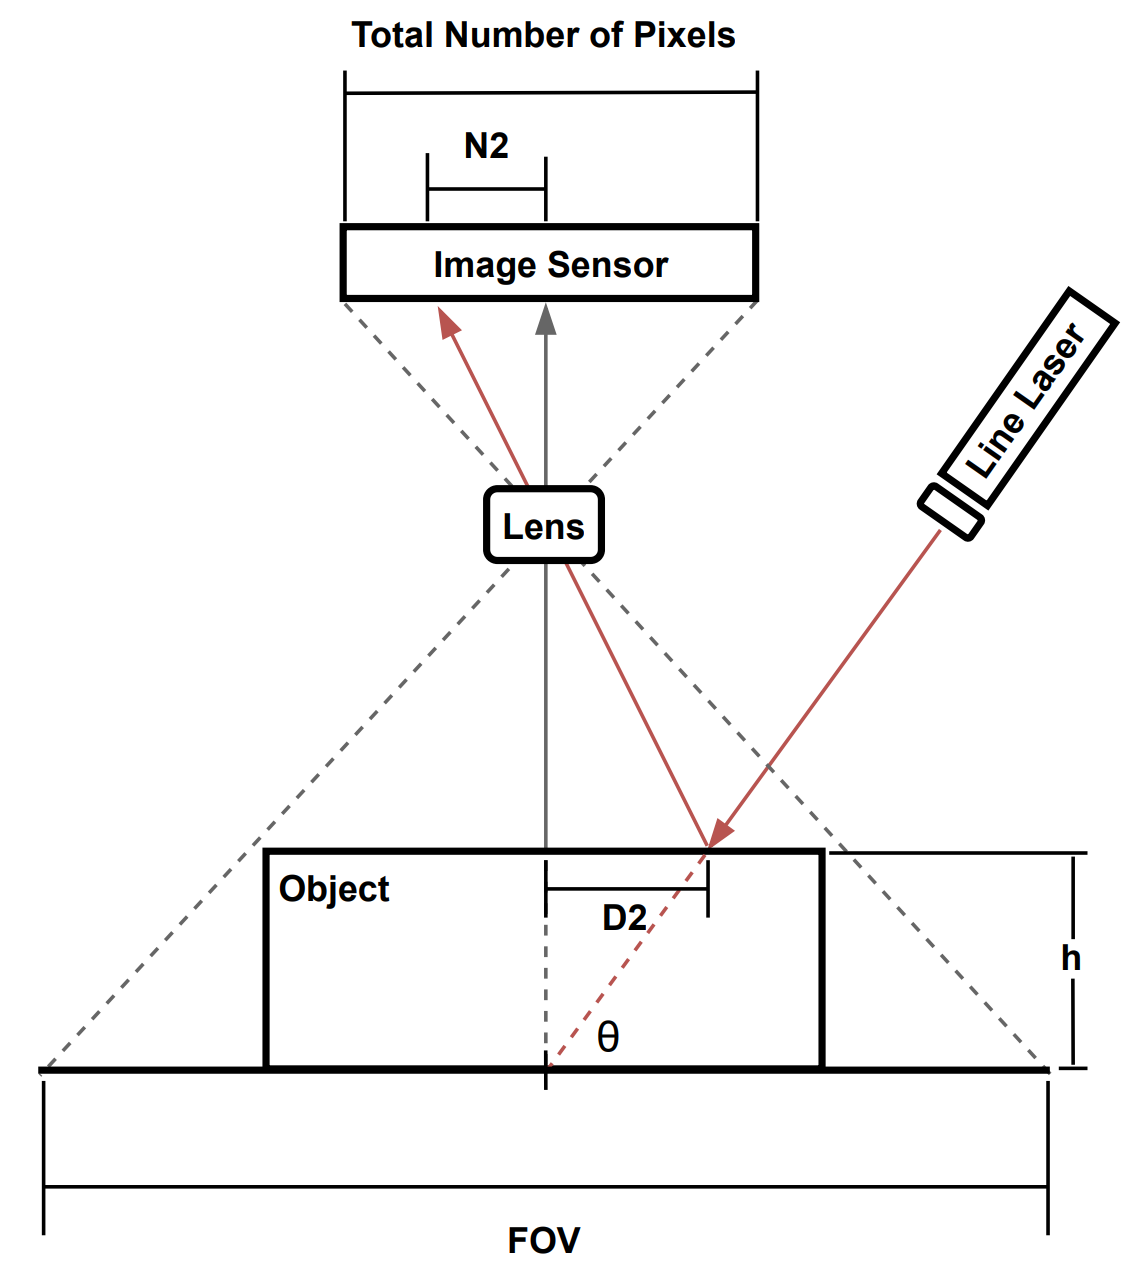 Total Number of Pixels
N2
Image Sensor
Line Laser
Lens
Object
D2
h
θ
FOV